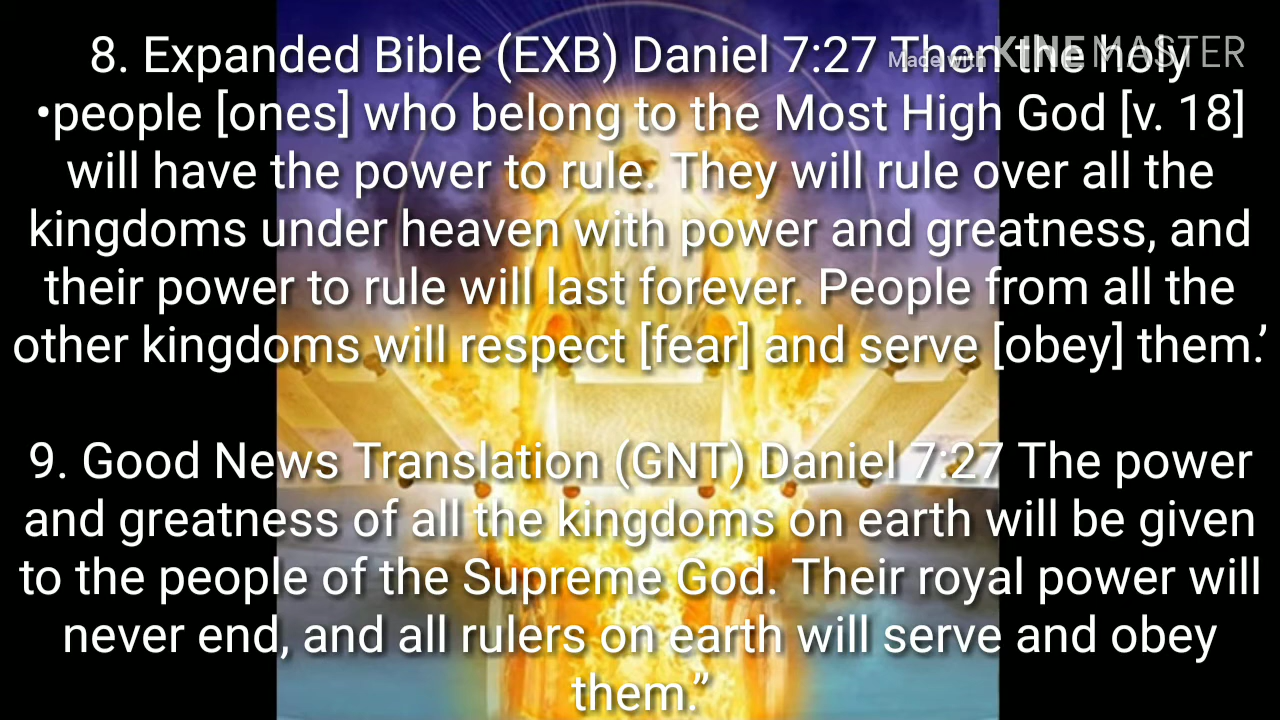 8. Expanded Bible (EXB) Daniel 7:27 Then the holy
Made with KINEMASTER
•people [ones] who belong to the Most High God [v. 18]
will have the power to rule. They will rule over all the
kingdoms under heaven with power and greatness, and
their power to rule will last forever. People from all the
other kingdoms will respect [fear] and serve [obey] them.’
9. Good News Translation (GNT) Daniel 7:27 The power
and greatness of all the kingdoms on earth will be given
to the people of the Supreme God. Their royal power will
never end, and all rulers on earth will serve and obey
them.”